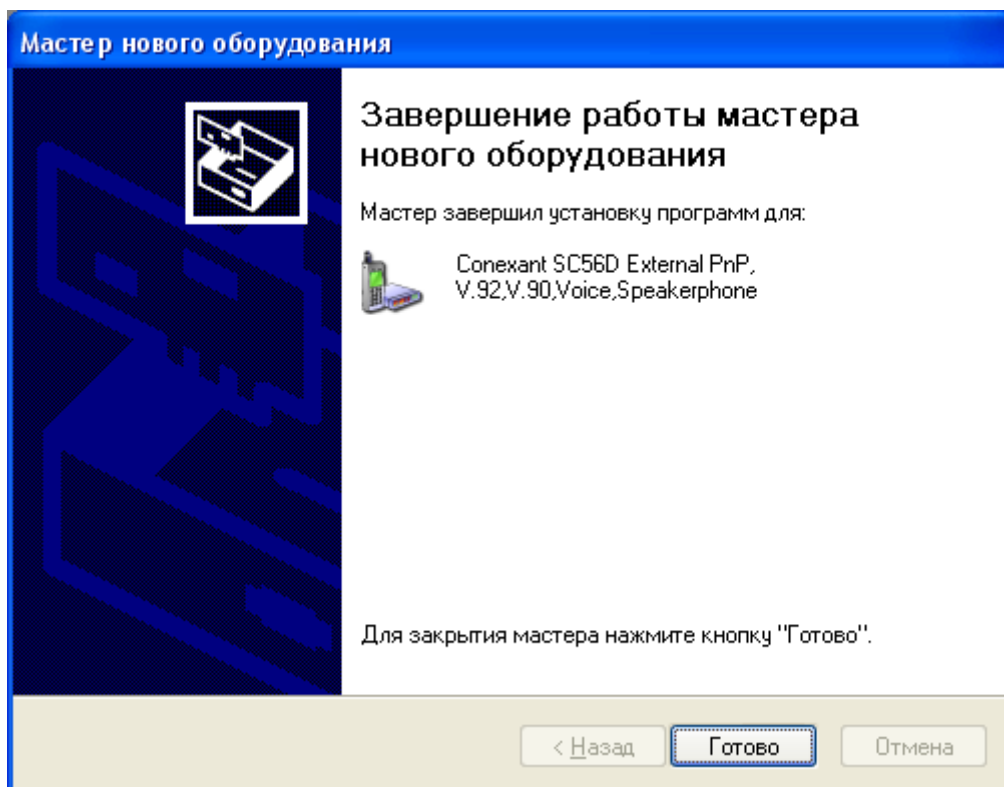 Мастер нового оборудования
Завершение работы мастера
нового оборудования
Мастер завершил установку программ для:
Conexant SC56D External PnP,
V.92,V.90,Voice,Speakerphone
Для закрытия мастера нажмите кнопку "Готово".
< Назад
Готово
Отмена